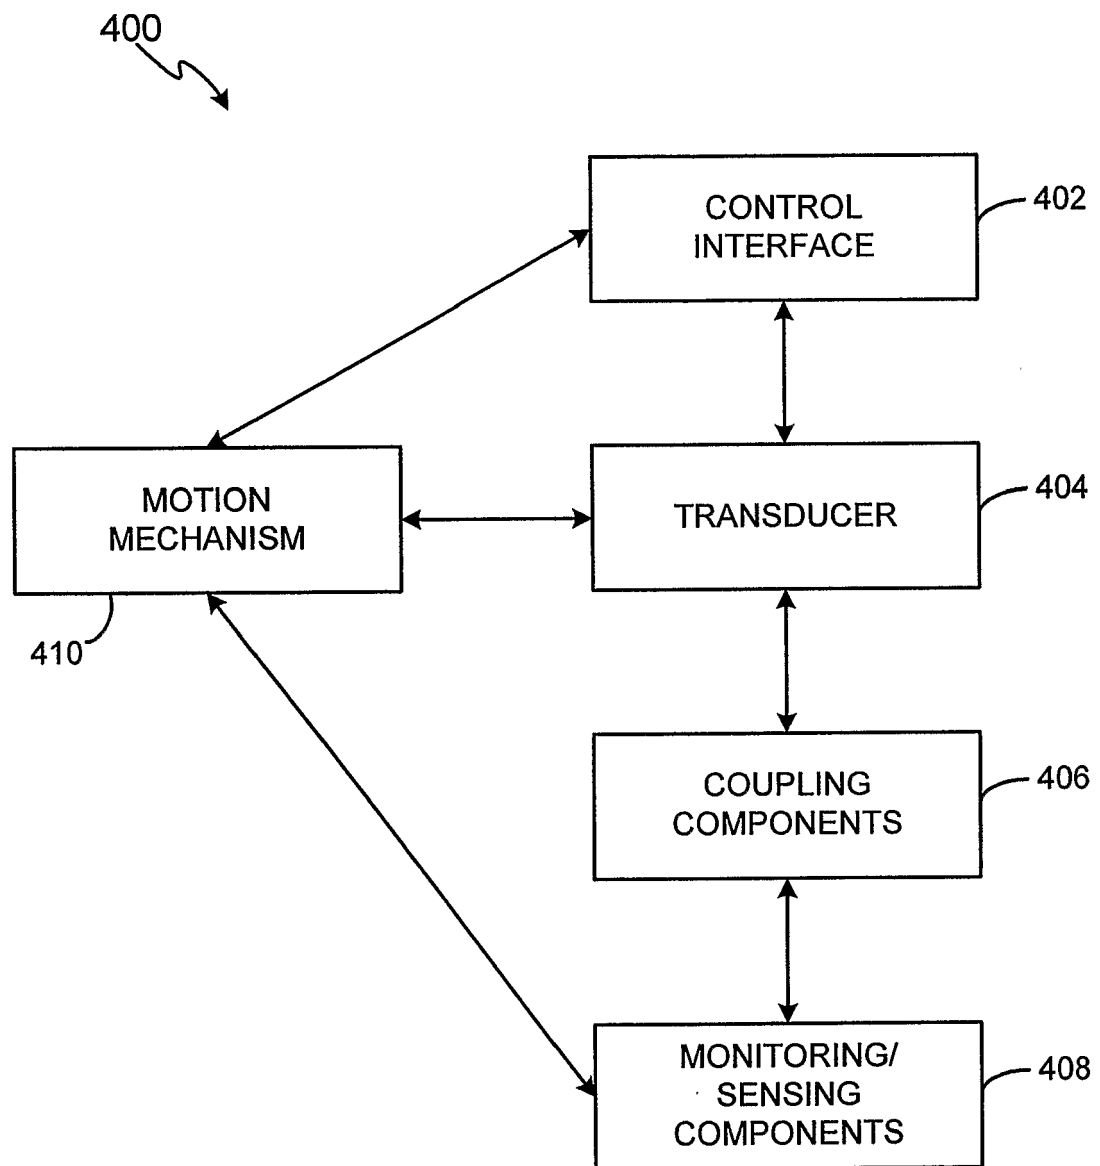 400
CONTROL
INTERFACE
402
MOTION
MECHANISM
410
TRANSDUCER
404
COUPLING
COMPONENTS
406
MONITORING/
SENSING
COMPONENTS
408